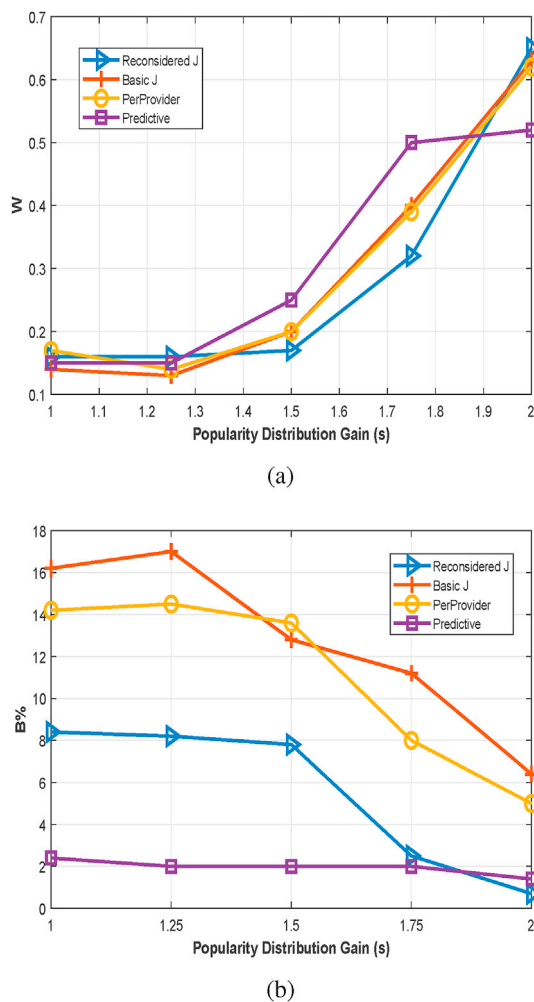 0.7
Reconsidered J
Basic J
PerProvider
Predictive
0.6
0.5
W
0.4
0.3
0.2
0.1
1 1.1 1.2 1.3 1.4 1.5 1.6 1.7 1.8 1.9 2
Popularity Distribution Gain (s)
(a)
18
16
Reconsidered J
Basic J
PerProvider
Predictive
14
12
10
B%
8
6
4
2
0
1 1.25 1.5 1.75 2
Popularity Distribution Gain (s)
(b)